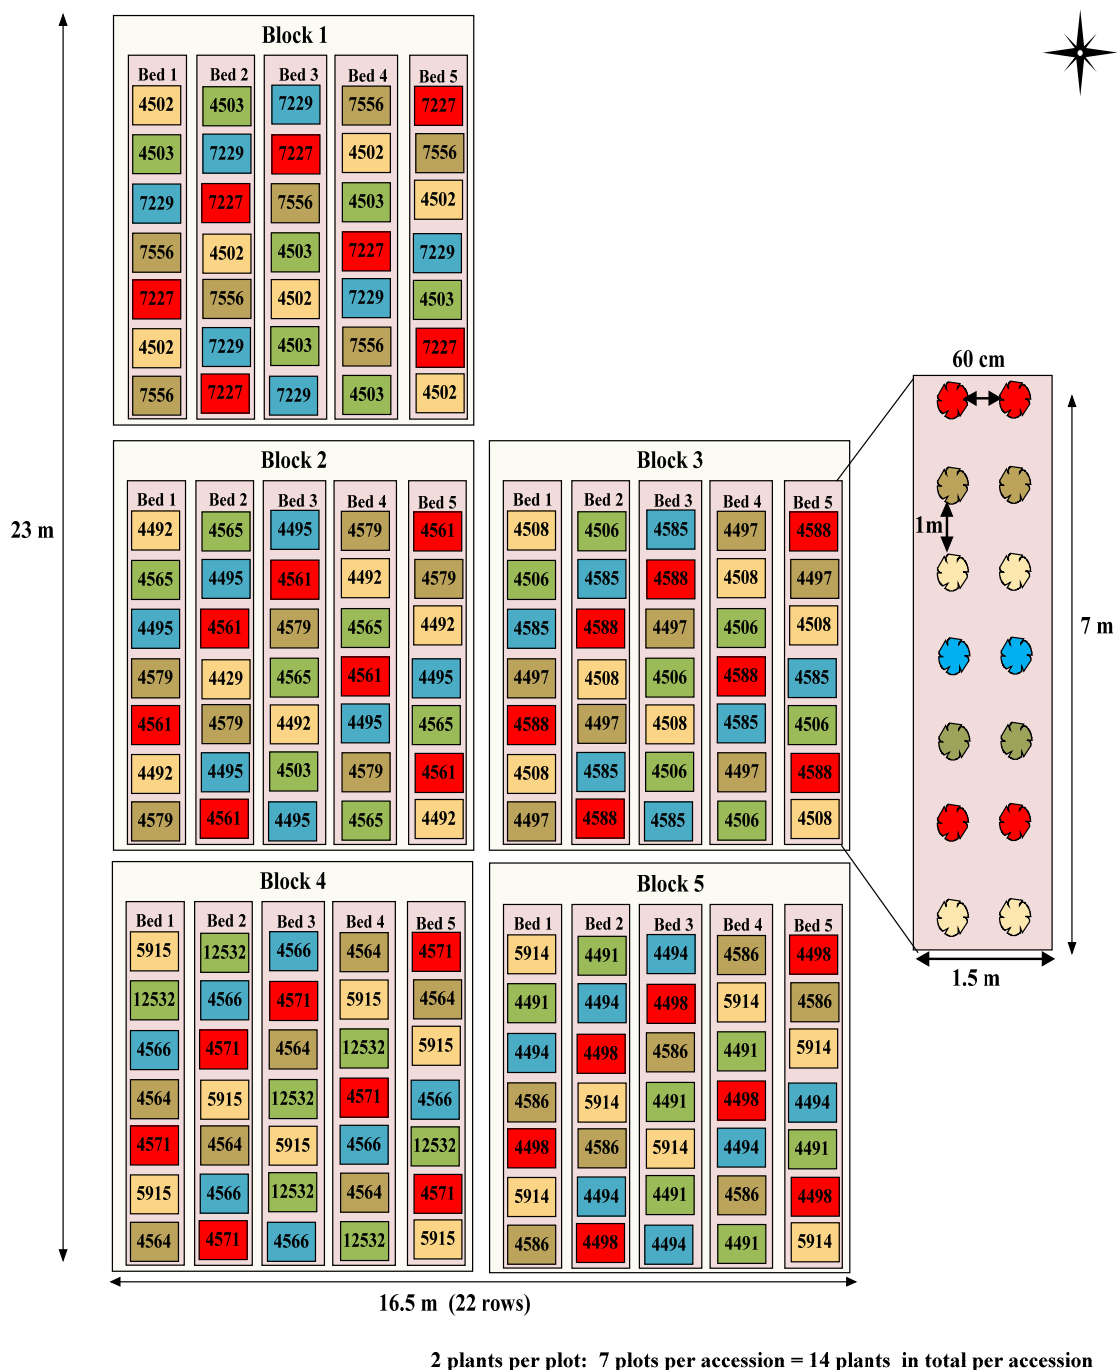 Block 1
Bed 1 Bed 2 Bed 3 Bed 4 Bed 5
4502 4503 7229 7556 7227
4503 7229 7227 4502 7556
7229 7227 7556 4503 4502
7556 4502 4503 7227 7229
7227 7556 4502 7229 4503
4502 7229 4503 7556 7227
7556 7227 7229 4503 4502
Block 2
Bed 1 Bed 2 Bed 3 Bed 4 Bed 5
4492 4565 4495 4579 4561
4565 4495 4561 4492 4579
4495 4561 4579 4565 4492
4579 4429 4565 4561 4495
4561 4579 4492 4495 4565
4492 4495 4503 4579 4561
4579 4561 4495 4565 4492
Block 3
Bed 1 Bed 2 Bed 3 Bed 4 Bed 5
4508 4506 4585 4497 4588
4506 4585 4588 4508 4497
4585 4588 4497 4506 4508
4497 4508 4506 4588 4585
4588 4497 4508 4585 4506
4508 4585 4506 4497 4588
4497 4588 4585 4506 4508
Block 4
Bed 1 Bed 2 Bed 3 Bed 4 Bed 5
5915 12532 4566 4564 4571
12532 4566 4571 5915 4564
4566 4571 4564 12532 5915
4564 5915 12532 4571 4566
4571 4564 5915 4566 12532
5915 4566 12532 4564 4571
4564 4571 4566 12532 5915
Block 5
Bed 1 Bed 2 Bed 3 Bed 4 Bed 5
5914 4491 4494 4586 4498
4491 4494 4498 5914 4586
4494 4498 4586 4491 5914
4586 5914 4491 4498 4494
4498 4586 5914 4494 4491
5914 4494 4491 4586 4498
4586 4498 4494 4491 5914
23 m
16.5 m (22 rows)
60 cm
1m
7 m
1.5 m
2 plants per plot: 7 plots per accession = 14 plants in total per accession